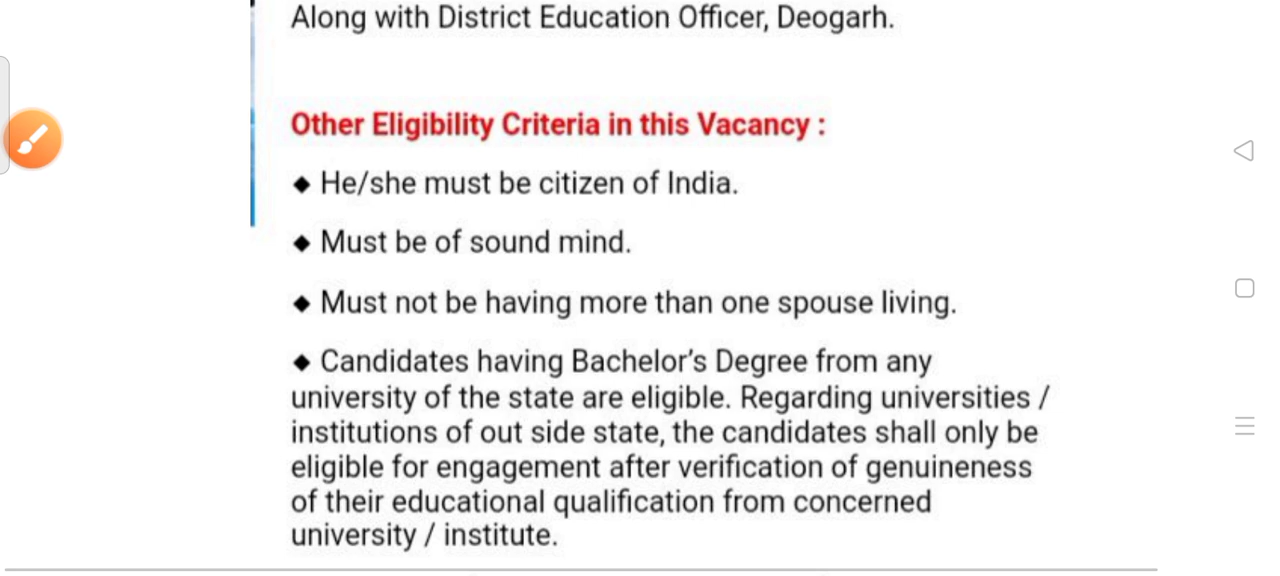 Along with District Education Officer, Deogarh.
Other Eligibility Criteria in this Vacancy :
◆ He/she must be citizen of India.
◆ Must be of sound mind.
◆ Must not be having more than one spouse living.
◆ Candidates having Bachelor's Degree from any
university of the state are eligible. Regarding universities /
institutions of out side state, the candidates shall only be
eligible for engagement after verification of genuineness
of their educational qualification from concerned
university / institute.